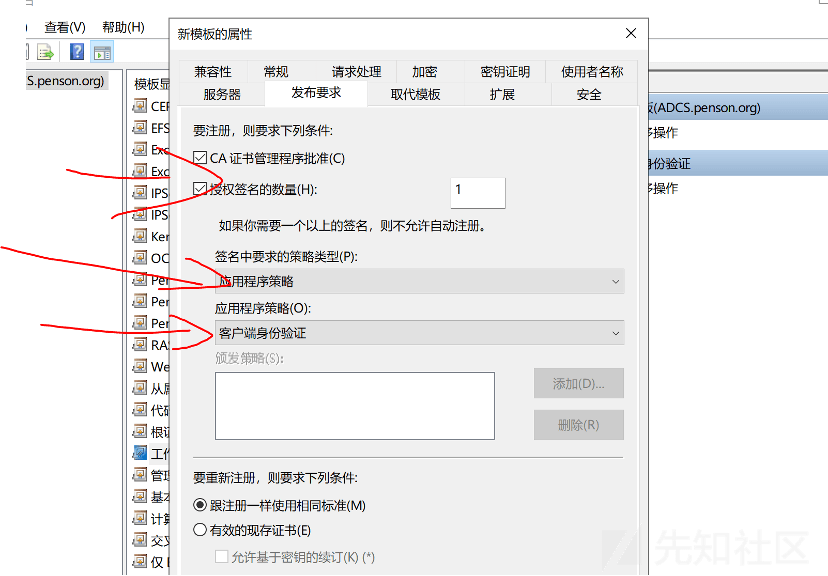 查看(V) 帮助(H)
新模板的属性
S.penson.org)
模板显
兼容性 常规 请求处理 加密 密钥证明 使用者名称
服务器 发布要求 取代模板 扩展 安全
(ADCS.penson.org)
操作
身份验证
操作
要注册，则要求下列条件:
CA 证书管理程序批准(C)
授权签名的数量(H):
1
如果你需要一个以上的签名，则不允许自动注册。
签名中要求的策略类型(P):
应用程序策略
应用程序策略(O):
客户端身份验证
颁发策略(S):
添加(D)...
删除(R)
要重新注册，则要求下列条件:
跟注册一样使用相同标准(M)
有效的现存证书(E)
允许基于密钥的续订(K) (*)
CEP
EFS
Exc
Exc
IPS
IPS
Ker
OC
Per
Per
Per
RAS
We
从属
代码
根证
工作
管理
基本
计算
交叉
仅
先知社区